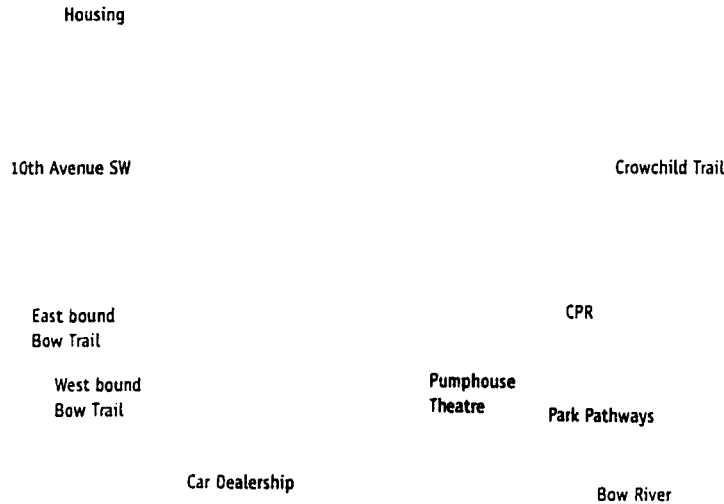 Housing
10th Avenue SW
Crowchild Trail
East bound
Bow Trail
CPR
West bound
Bow Trail
Pumphouse
Theatre
Park Pathways
Car Dealership
Bow River